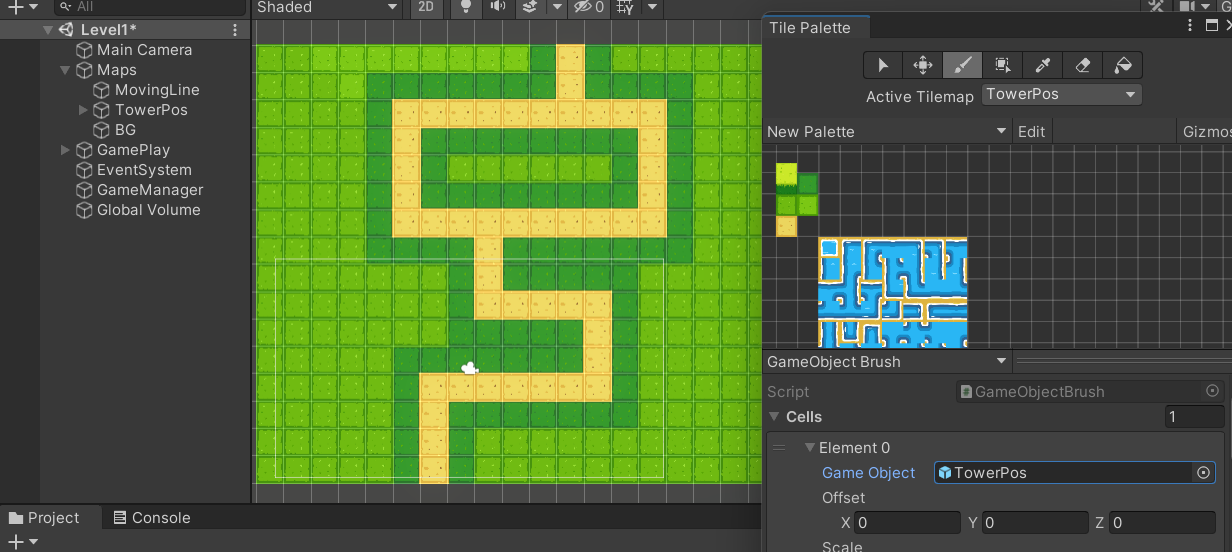 All
Shaded
2D
0
Level1*
Main Camera
Maps
MovingLine
TowerPos
BG
GamePlay
EventSystem
GameManager
Global Volume
Tile Palette
Active Tilemap TowerPos
New Palette Edit Gizmos
GameObject Brush
Script GameObjectBrush
Cells 1
Element 0
Game Object TowerPos
Offset
X 0 Y 0 Z 0
Scale
Project Console